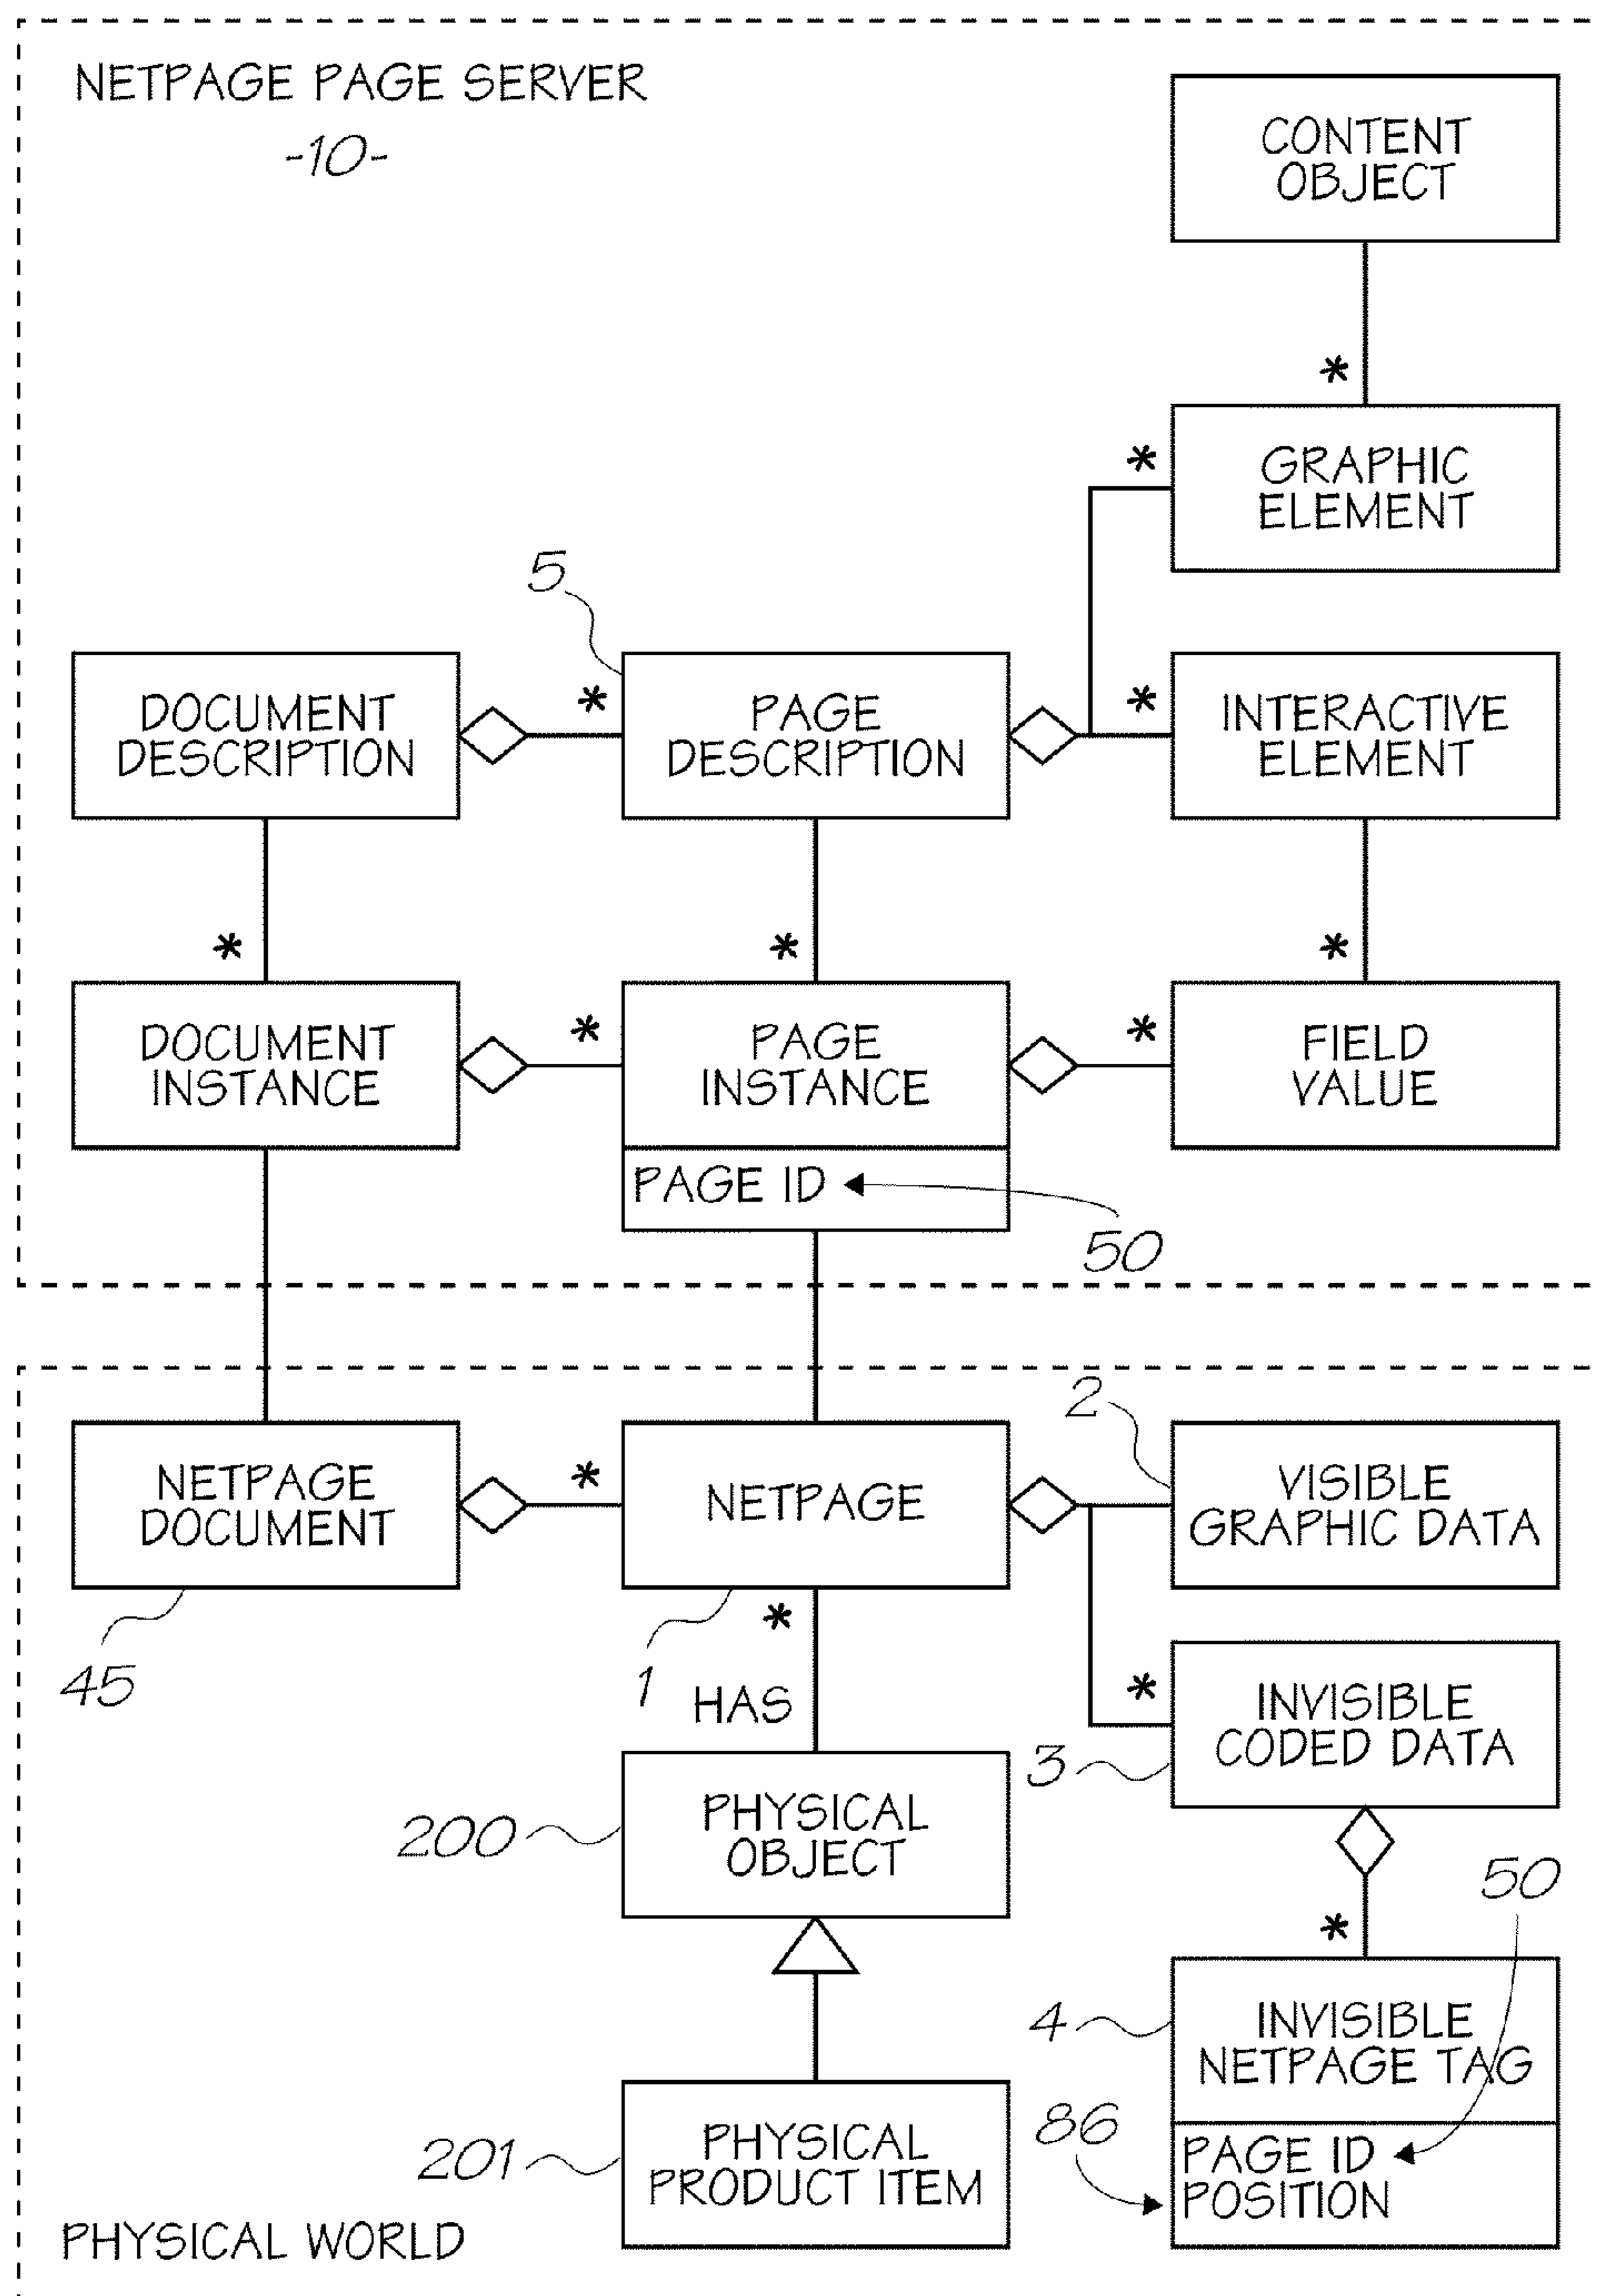 NETPAGE PAGE SERVER
-10-
CONTENT
OBJECT
*
*
GRAPHIC
ELEMENT
5
DOCUMENT
DESCRIPTION
*
PAGE
DESCRIPTION
*
INTERACTIVE
ELEMENT
*
*
*
DOCUMENT
INSTANCE
*
PAGE
INSTANCE
*
FIELD
VALUE
PAGE ID
50
NETPAGE
DOCUMENT
*
NETPAGE
2
VISIBLE
GRAPHIC DATA
45
*
1
HAS
*
INVISIBLE
CODED DATA
3
200
PHYSICAL
OBJECT
50
*
4
INVISIBLE
NETPAGE TAG
86
PAGE ID
POSITION
201
PHYSICAL
PRODUCT ITEM
PHYSICAL WORLD